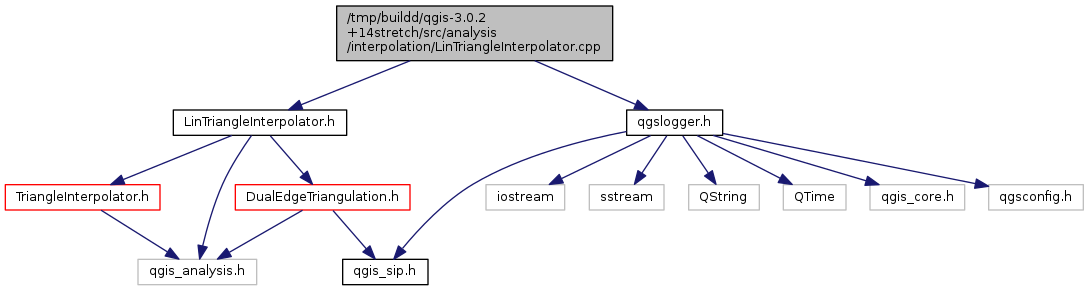 /tmp/buildd/qgis-3.0.2
+14stretch/src/analysis
/interpolation/LinTriangleInterpolator.cpp
LinTriangleInterpolator.h
qgslogger.h
TriangleInterpolator.h
DualEdgeTriangulation.h
iostream
sstream
QString
QTime
qgis_core.h
qgsconfig.h
qgis_analysis.h
qgis_sip.h